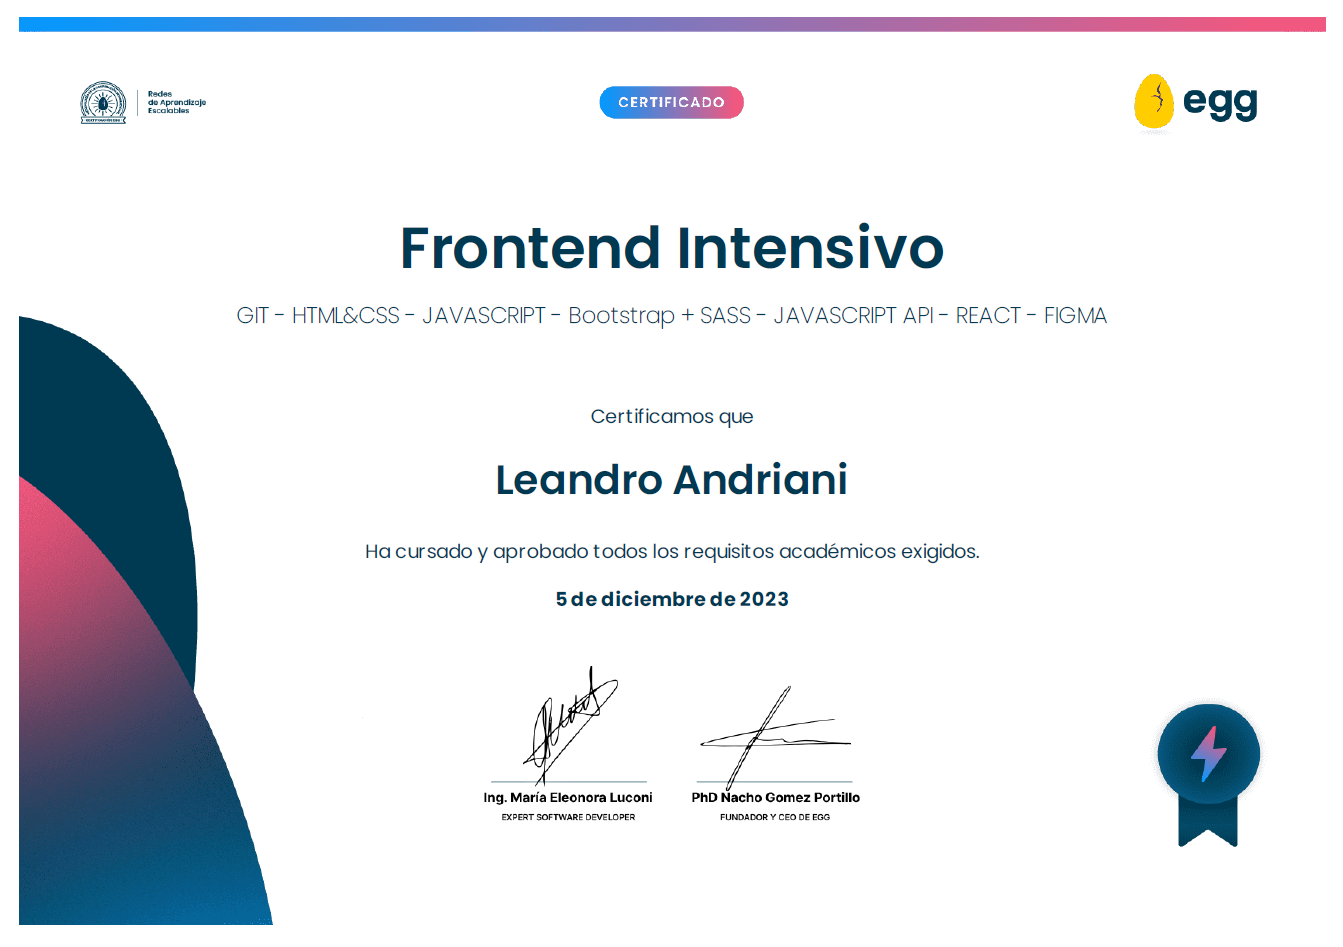 Redes
de Aprendizaje
Escalables
CERTIFICADO
egg
Frontend Intensivo
GIT - HTML&CSS - JAVASCRIPT - Bootstrap + SASS - JAVASCRIPT API - REACT - FIGMA
Certificamos que
Leandro Andriani
Ha cursado y aprobado todos los requisitos académicos exigidos.
5 de diciembre de 2023
Ing. María Eleonora Luconi
EXPERT SOFTWARE DEVELOPER
PhD Nacho Gomez Portillo
FUNDADOR Y CEO DE EGG